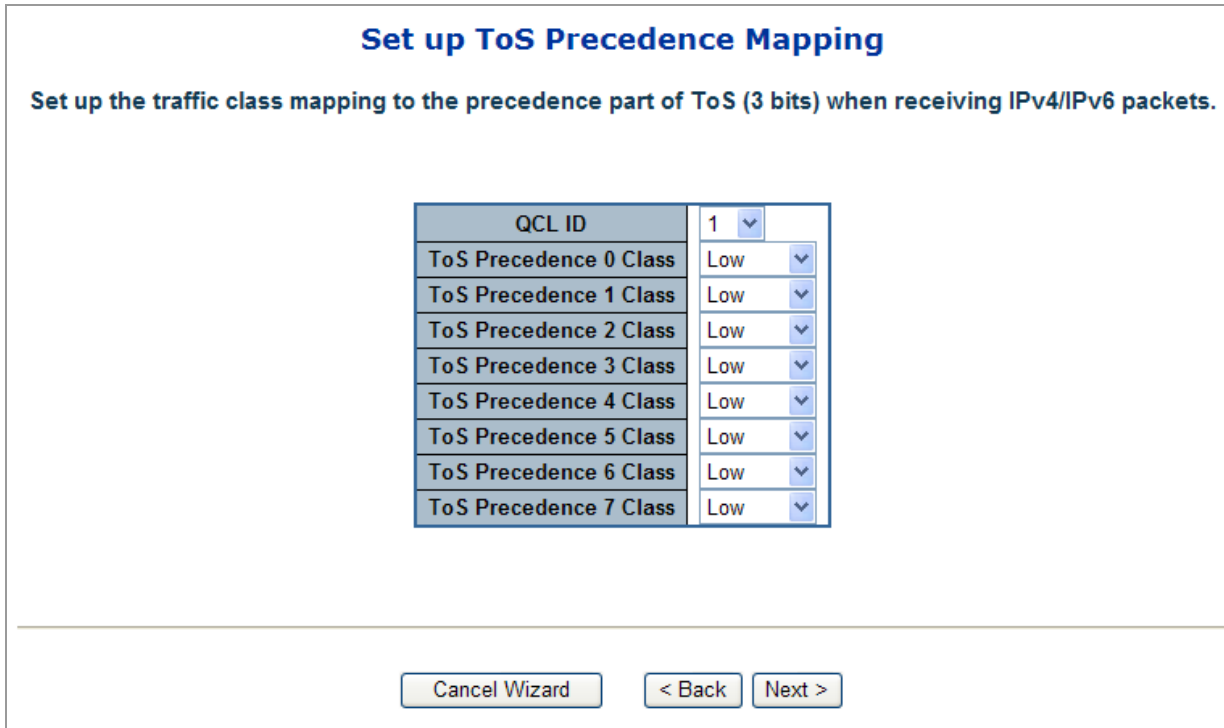 Set up ToS Precedence Mapping
Set up the traffic class mapping to the precedence part of ToS (3 bits) when receiving IPv4/IPv6 packets.
QCL ID 1
ToS Precedence 0 Class Low
ToS Precedence 1 Class Low
ToS Precedence 2 Class Low
ToS Precedence 3 Class Low
ToS Precedence 4 Class Low
ToS Precedence 5 Class Low
ToS Precedence 6 Class Low
ToS Precedence 7 Class Low
Cancel Wizard < Back Next >